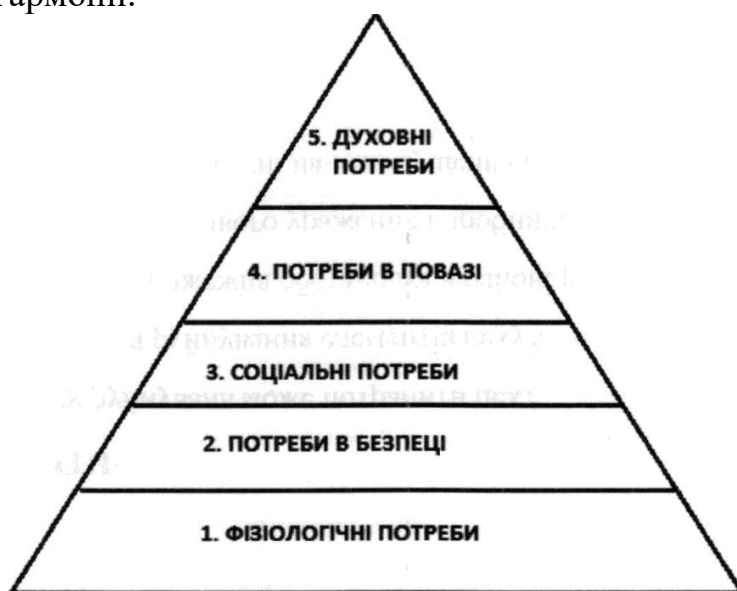 гармонії.
5. ДУХОВНІ
ПОТРЕБИ
4. ПОТРЕБИ В ПОВАЗІ
3. СОЦІАЛЬНІ ПОТРЕБИ
2. ПОТРЕБИ В БЕЗПЕЦІ
1. ФІЗІОЛОГІЧНІ ПОТРЕБИ